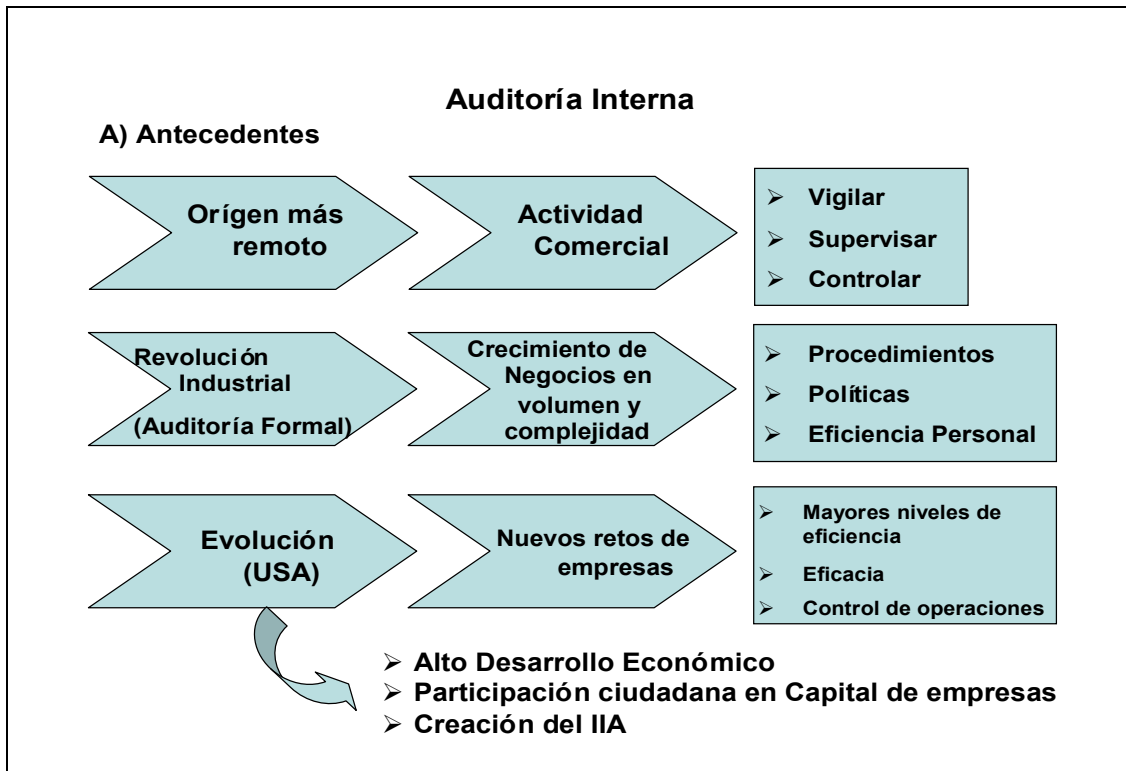 Auditoría Interna
A) Antecedentes
Orígen más
remoto
Actividad
Comercial
➢ Vigilar
➢ Supervisar
➢ Controlar
Revolución
Industrial
(Auditoría Formal)
Crecimiento de
Negocios en
volumen y
complejidad
➢ Procedimientos
➢ Políticas
➢ Eficiencia Personal
Evolución
(USA)
Nuevos retos de
empresas
➢ Mayores niveles de
eficiencia
➢ Eficacia
➢ Control de operaciones
➢ Alto Desarrollo Económico
➢ Participación ciudadana en Capital de empresas
➢ Creación del IIA